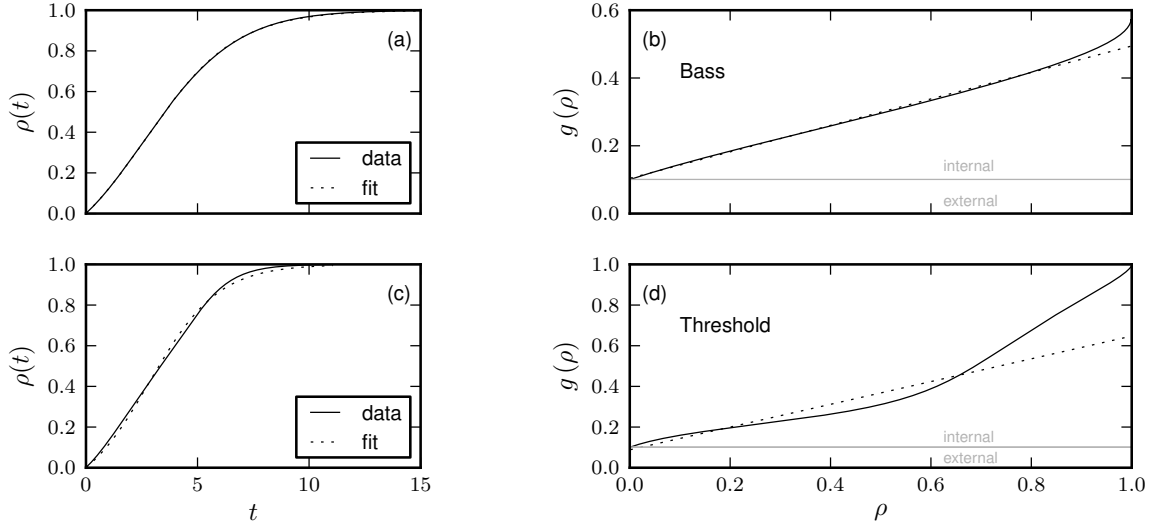 1.0
0.8
0.6
0.4
0.2
0.0
ρ(t)
(a)
data
fit
0.6
0.4
0.2
0.0
g (ρ)
(b)
Bass
internal
external
1.0
0.8
0.6
0.4
0.2
0.0
ρ(t)
(c)
data
fit
0 5 10 15
t
1.0
0.8
0.6
0.4
0.2
0.0
g (ρ)
(d)
Threshold
internal
external
0.0 0.2 0.4 0.6 0.8 1.0
ρ